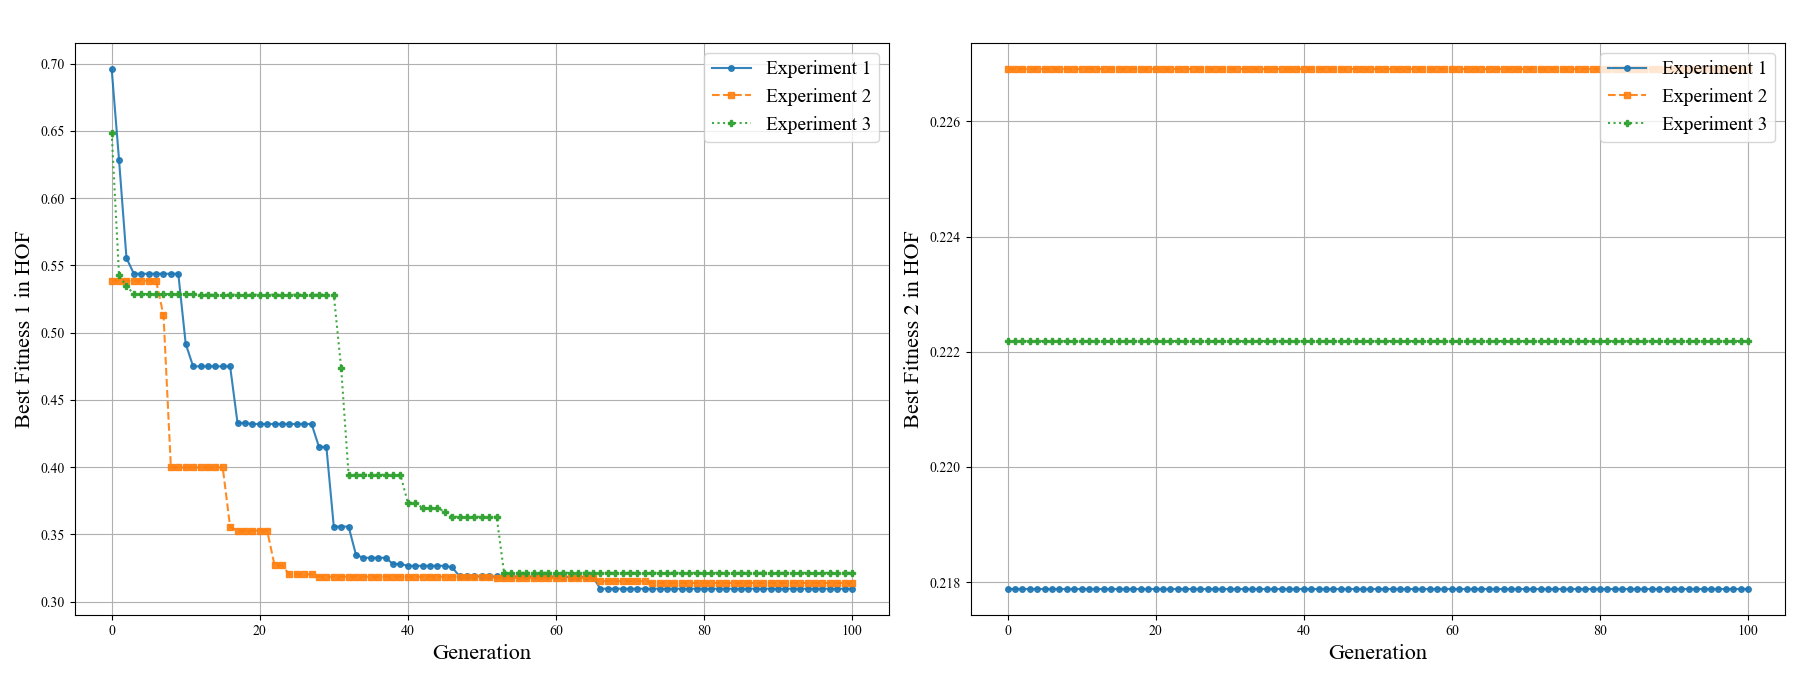 Best Fitness 1 in HOF
0.70
0.65
0.60
0.55
0.50
0.45
0.40
0.35
0.30
0
20
40
60
80
100
Generation
Experiment 1
Experiment 2
Experiment 3
Best Fitness 2 in HOF
0.226
0.224
0.222
0.220
0.218
0
20
40
60
80
100
Generation
Experiment 1
Experiment 2
Experiment 3